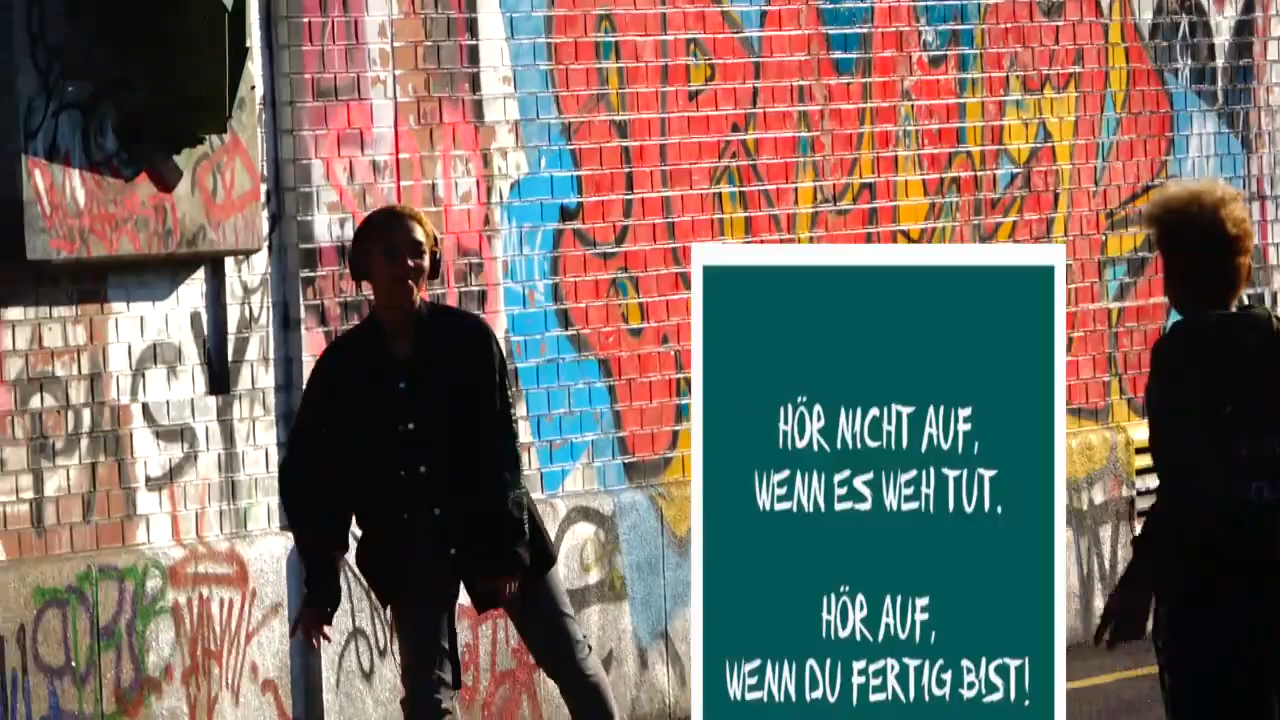 HÖR NICHT AUF,
WENN ES WEH TUT.
HÖR AUF,
WENN DU FERTIG BIST!